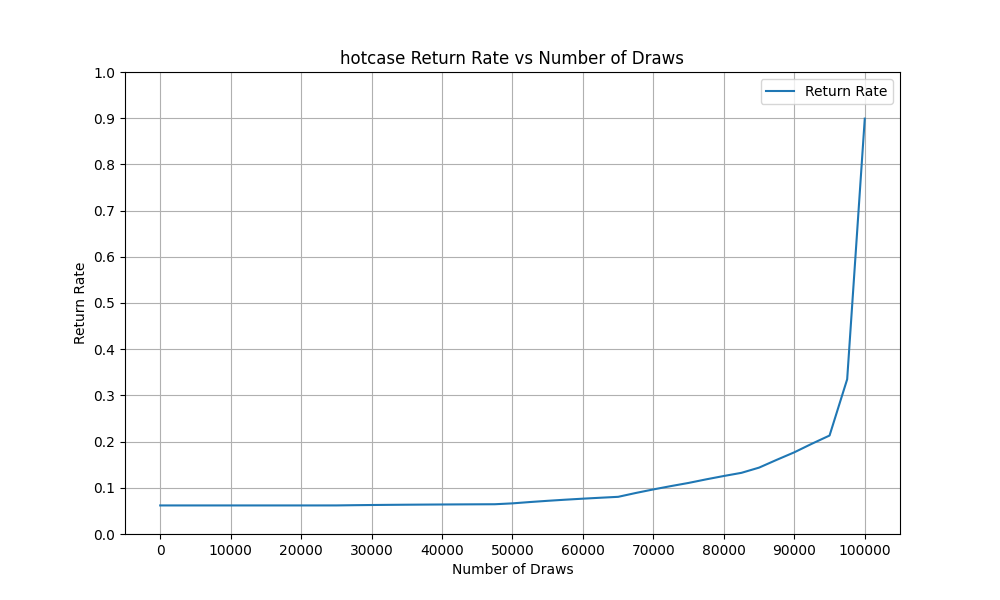 hotcase Return Rate vs Number of Draws
Return Rate
1.0
0.9
0.8
0.7
0.6
0.5
0.4
0.3
0.2
0.1
0.0
Return Rate
0 10000 20000 30000 40000 50000 60000 70000 80000 90000 100000
Number of Draws